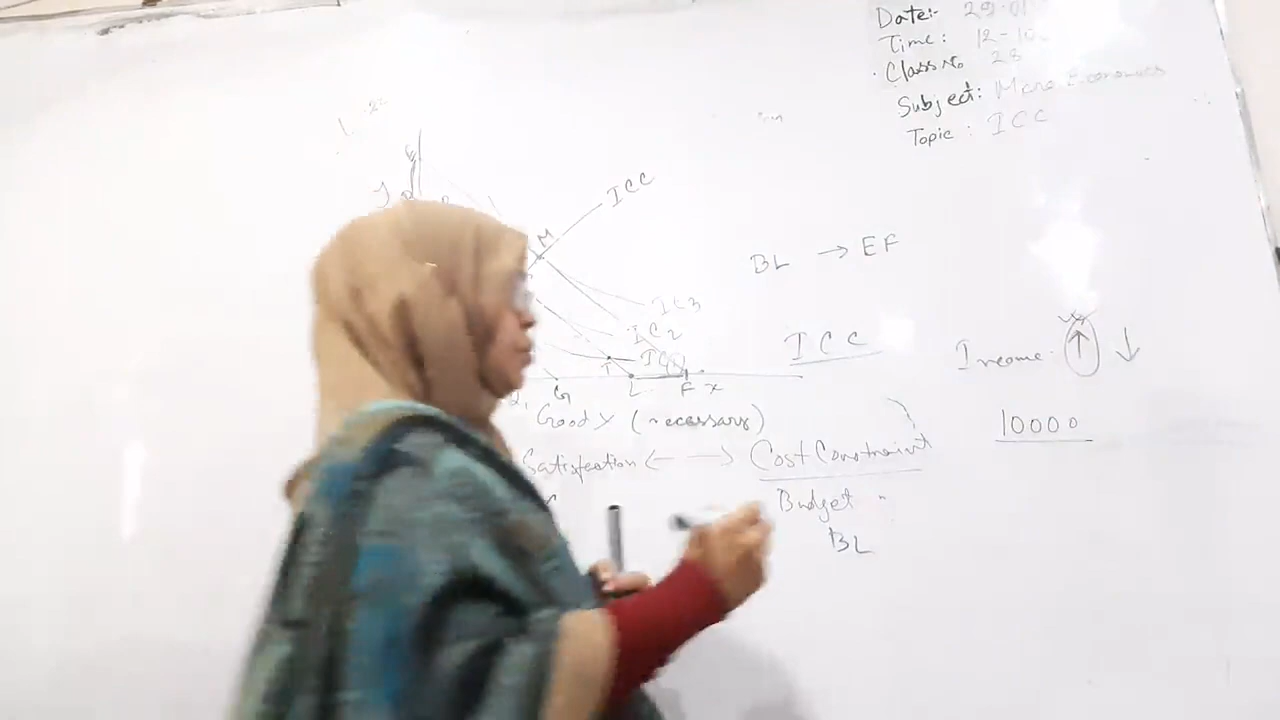 Date:- 29-01
Time: 12-10
Class No 28
Subject: Micro Economics
Topic: ICC
E
ICC
M
BL → EF
IC3
IC2
ICC
Income: ↑ ↓
IC1
T
L
F X
G
Good X (necessary)
10000
Satisfection ← → Cost Constraint
Budget
BL